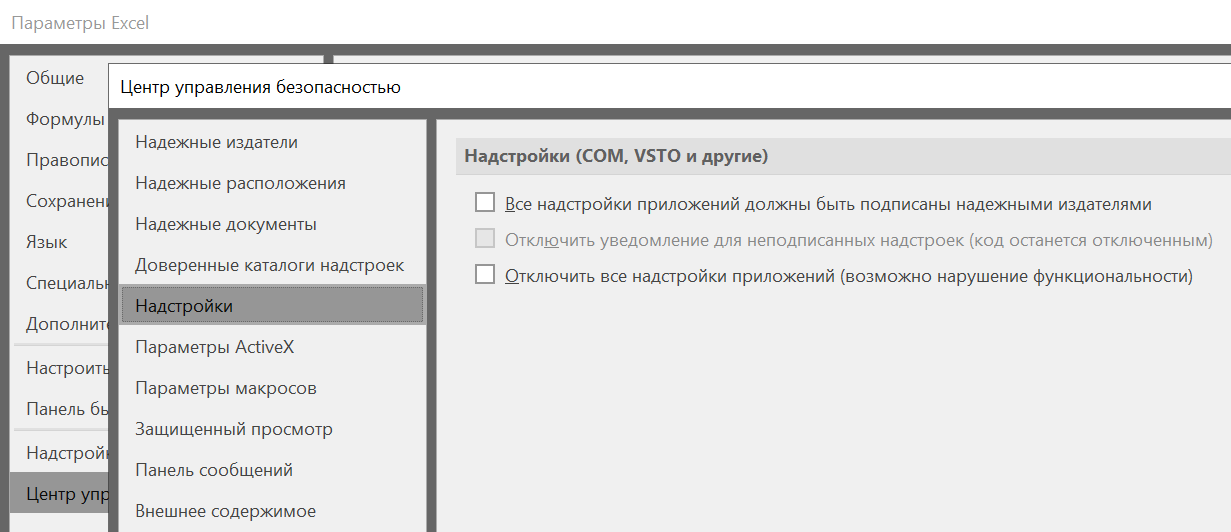 Параметры Excel
Общие
Формулы
Правопис
Сохранени
Язык
Специальн
Дополните
Настроить
Панель бы
Надстройк
Центр упр
Центр управления безопасностью
Надежные издатели
Надежные расположения
Надежные документы
Доверенные каталоги надстроек
Надстройки
Параметры ActiveX
Параметры макросов
Защищенный просмотр
Панель сообщений
Внешнее содержимое
Надстройки (COM, VSTO и другие)
Все надстройки приложений должны быть подписаны надежными издателями
Отключить уведомление для неподписанных надстроек (код останется отключенным)
Отключить все надстройки приложений (возможно нарушение функциональности)